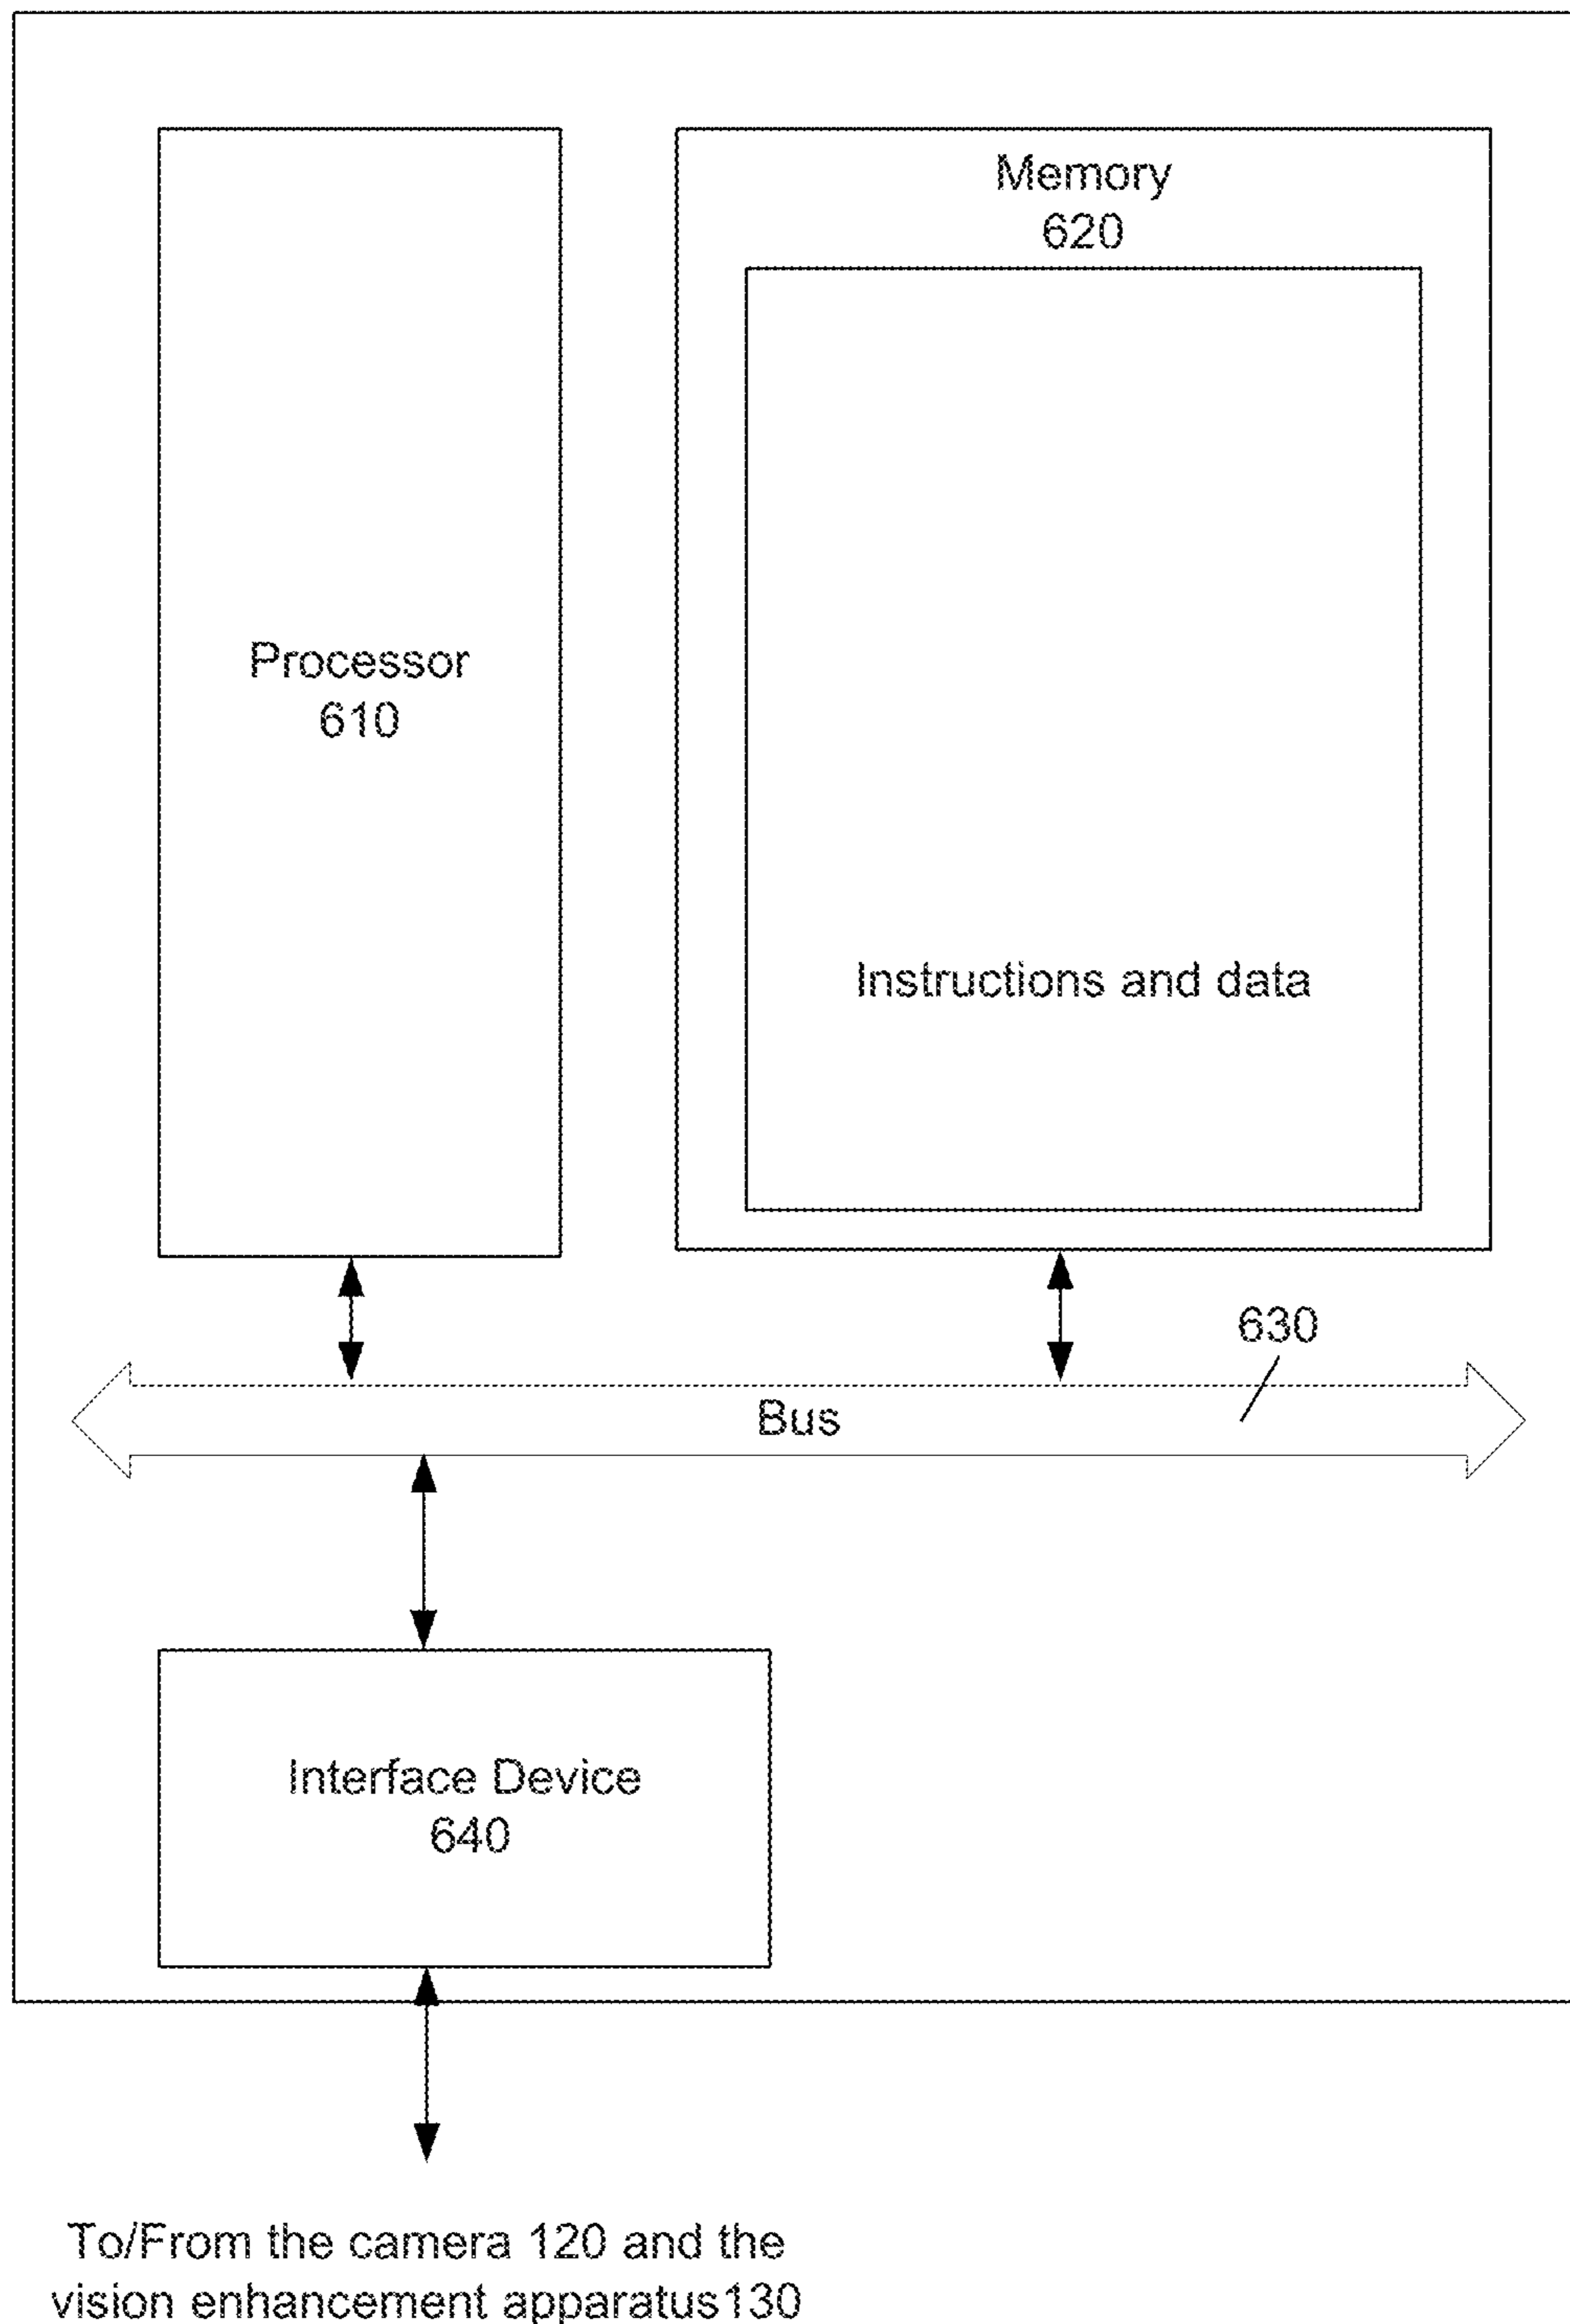 Memory
620
Processor
610
Instructions and data
630
Bus
Interface Device
640
To/From the camera 120 and the
vision enhancement apparatus130